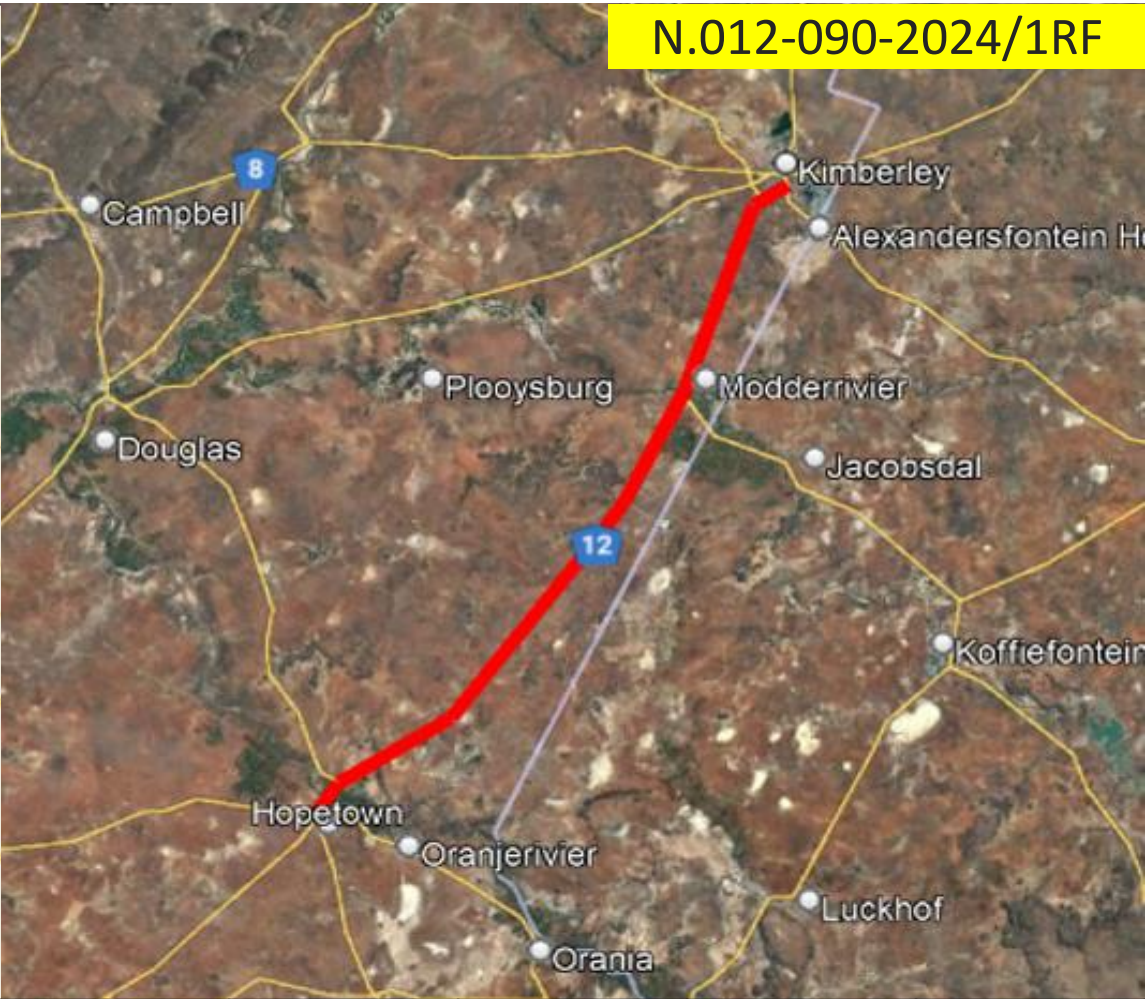 N.012-090-2024/1RF
8
Kimberley
Campbell
Alexandersfontein H
Plooysburg
Modderrivier
Douglas
Jacobsdal
12
Koffiefontein
Hopetown
Oranjerivier
Luckhof
Orania